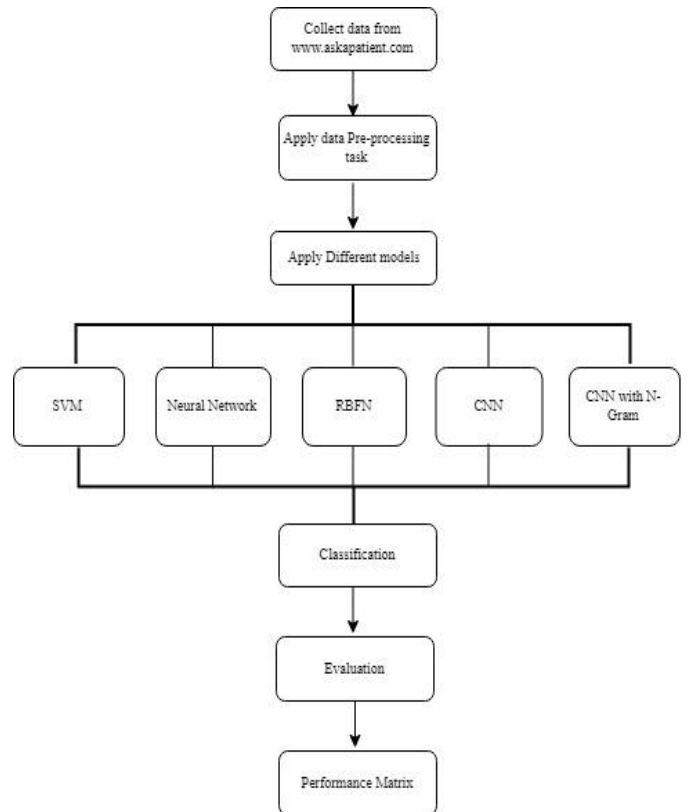 Collect data from
www.askapatient.com
Apply data Pre-processing
task
Apply Different models
SVM
Neural Network
RBFN
CNN
CNN with N-
Gram
Classification
Evaluation
Performance Matrix